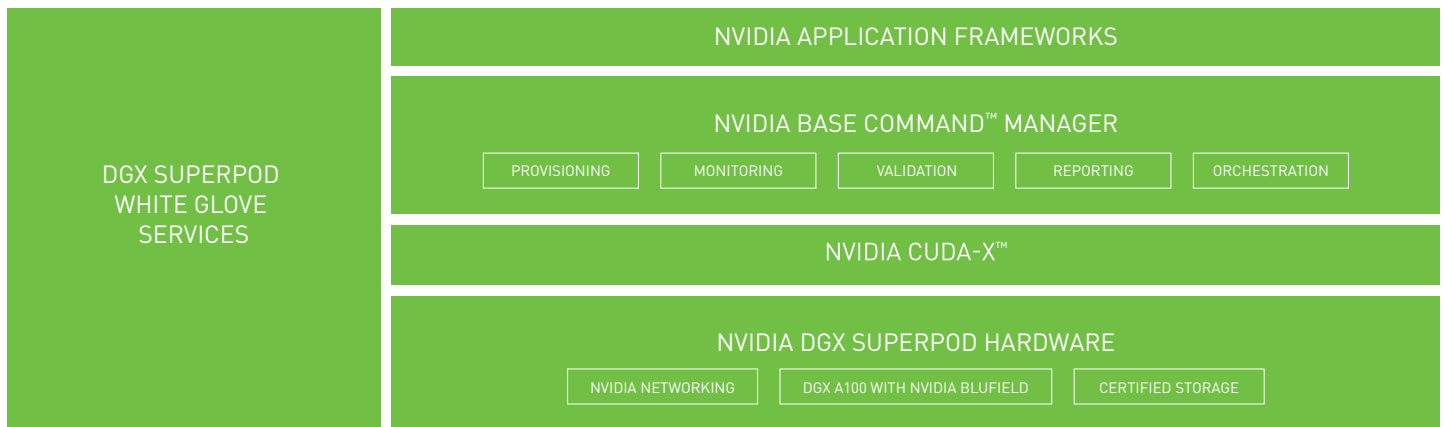 DGX SUPERPOD
WHITE GLOVE
SERVICES
NVIDIA APPLICATION FRAMEWORKS
NVIDIA BASE COMMAND™ MANAGER
PROVISIONING
MONITORING
VALIDATION
REPORTING
ORCHESTRATION
NVIDIA CUDA-X™
NVIDIA DGX SUPERPOD HARDWARE
NVIDIA NETWORKING
DGX A100 WITH NVIDIA BLUFIELD
CERTIFIED STORAGE